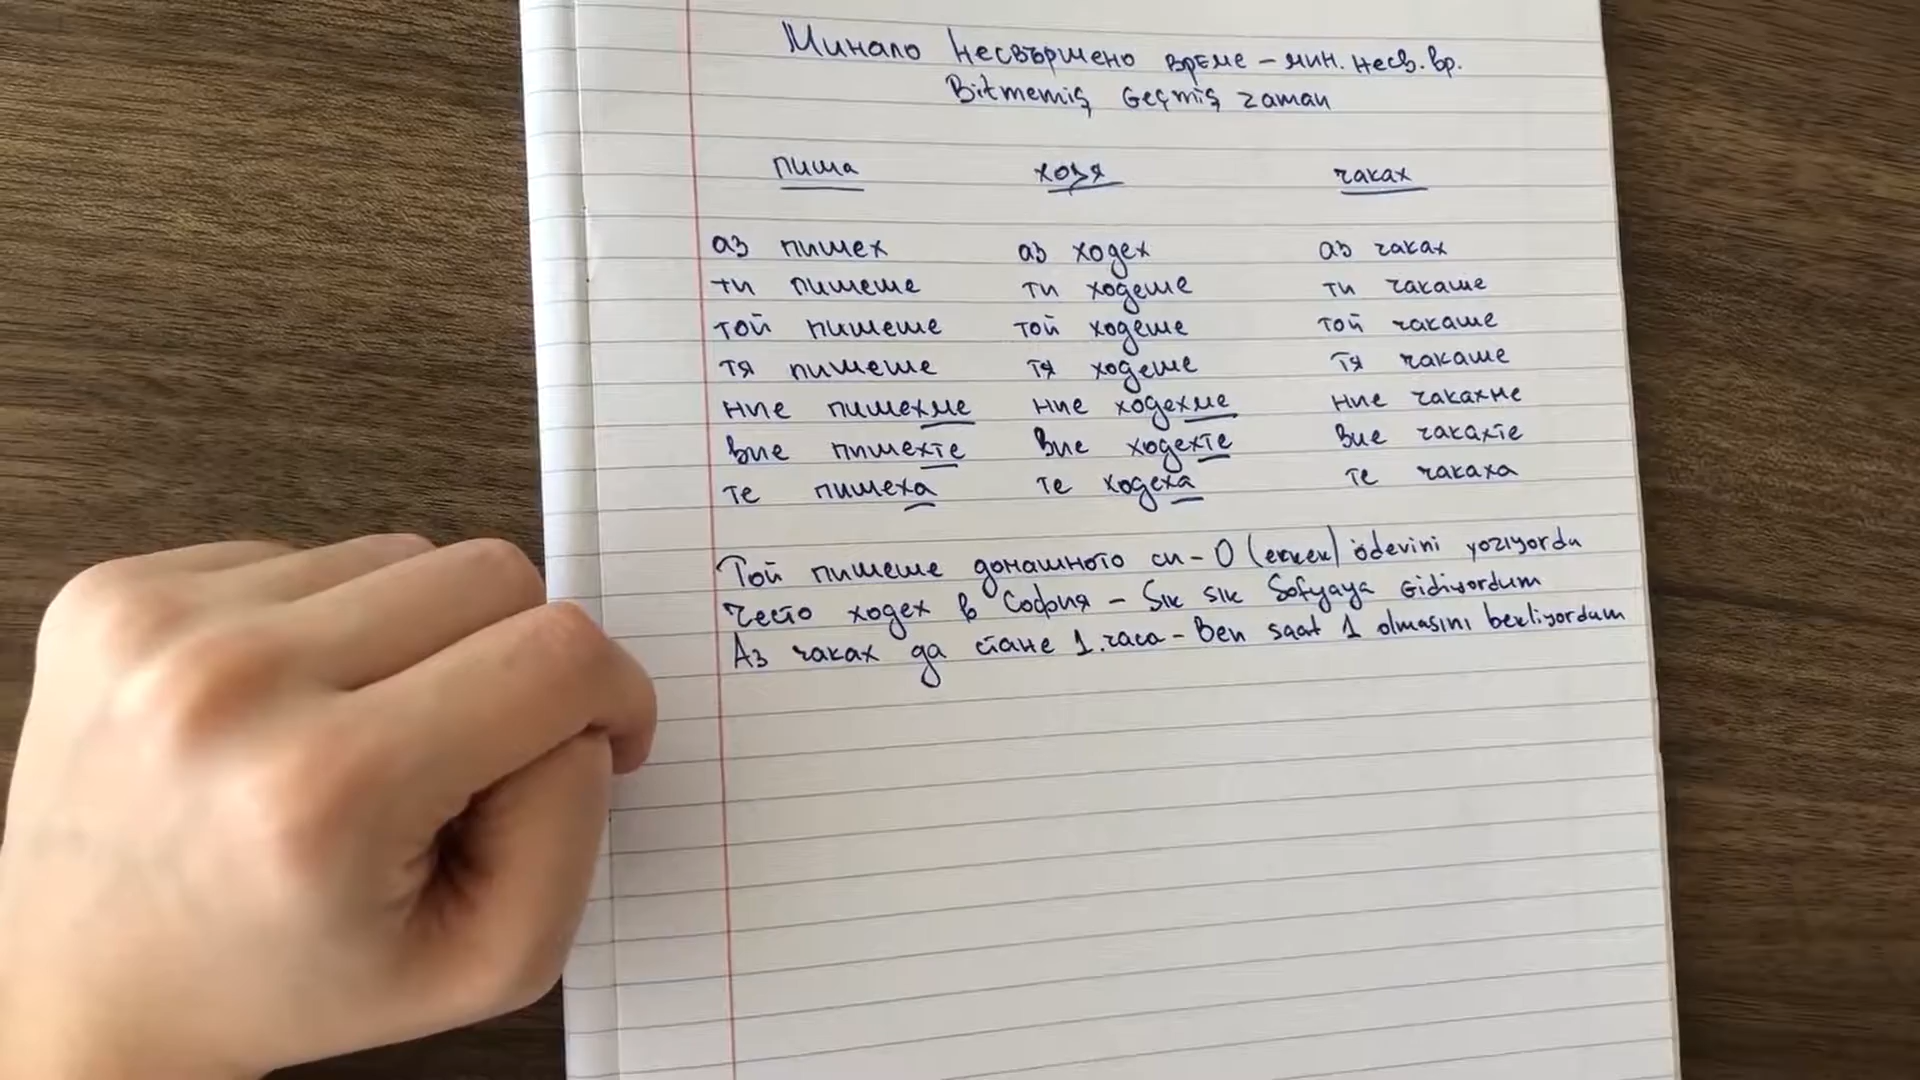 Минало Несвършено време - мин. несв. вр.
Bitmemiş Geçmiş zaman
пиша ходя чаках
аз пишех аз ходех аз чаках
ти пишеше ти ходеше ти чакаше
той пишеше той ходеше той чакаше
тя пишеше тя ходеше тя чакаше
ние пишехме ние ходехме ние чакахме
вие пишехте вие ходехте вие чакахте
те пишеха те ходеха те чакаха
Той пишеше домашното си - O (erkek) ödevini yazıyordu
Често ходех в София - Sık sık Sofyaya Gidiyordum
Аз чаках да стане 1. часа - Ben saat 1 olmasını bekliyordum